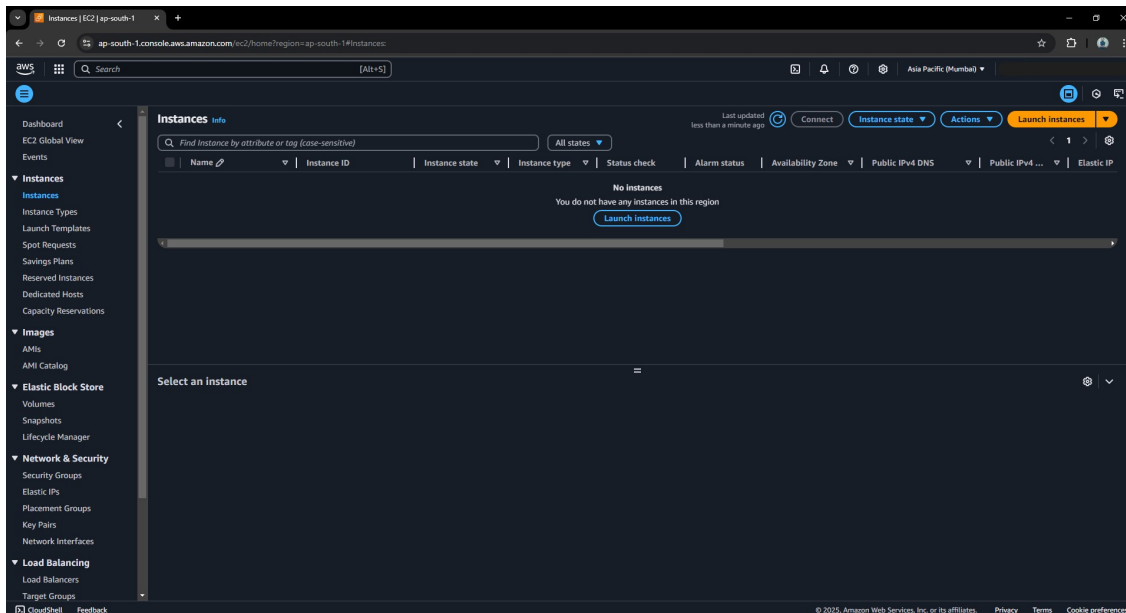 Instances | EC2 | ap-south-1
ap-south-1.console.aws.amazon.com/ec2/home?region=ap-south-1#Instances:
aws Search [Alt+S] Asia Pacific (Mumbai)
Dashboard
EC2 Global View
Events
Instances
Instances
Instance Types
Launch Templates
Spot Requests
Savings Plans
Reserved Instances
Dedicated Hosts
Capacity Reservations
Images
AMIs
AMI Catalog
Elastic Block Store
Volumes
Snapshots
Lifecycle Manager
Network & Security
Security Groups
Elastic IPs
Placement Groups
Key Pairs
Network Interfaces
Load Balancing
Load Balancers
Target Groups
Instances Info
Last updated
less than a minute ago
Connect Instance state Actions Launch instances
Find Instance by attribute or tag (case-sensitive) All states 1
Name Instance ID Instance state Instance type Status check Alarm status Availability Zone Public IPv4 DNS Public IPv4 ... Elastic IP
No instances
You do not have any instances in this region
Launch instances
Select an instance
CloudShell Feedback © 2025, Amazon Web Services, Inc. or its affiliates. Privacy Terms Cookie preferences